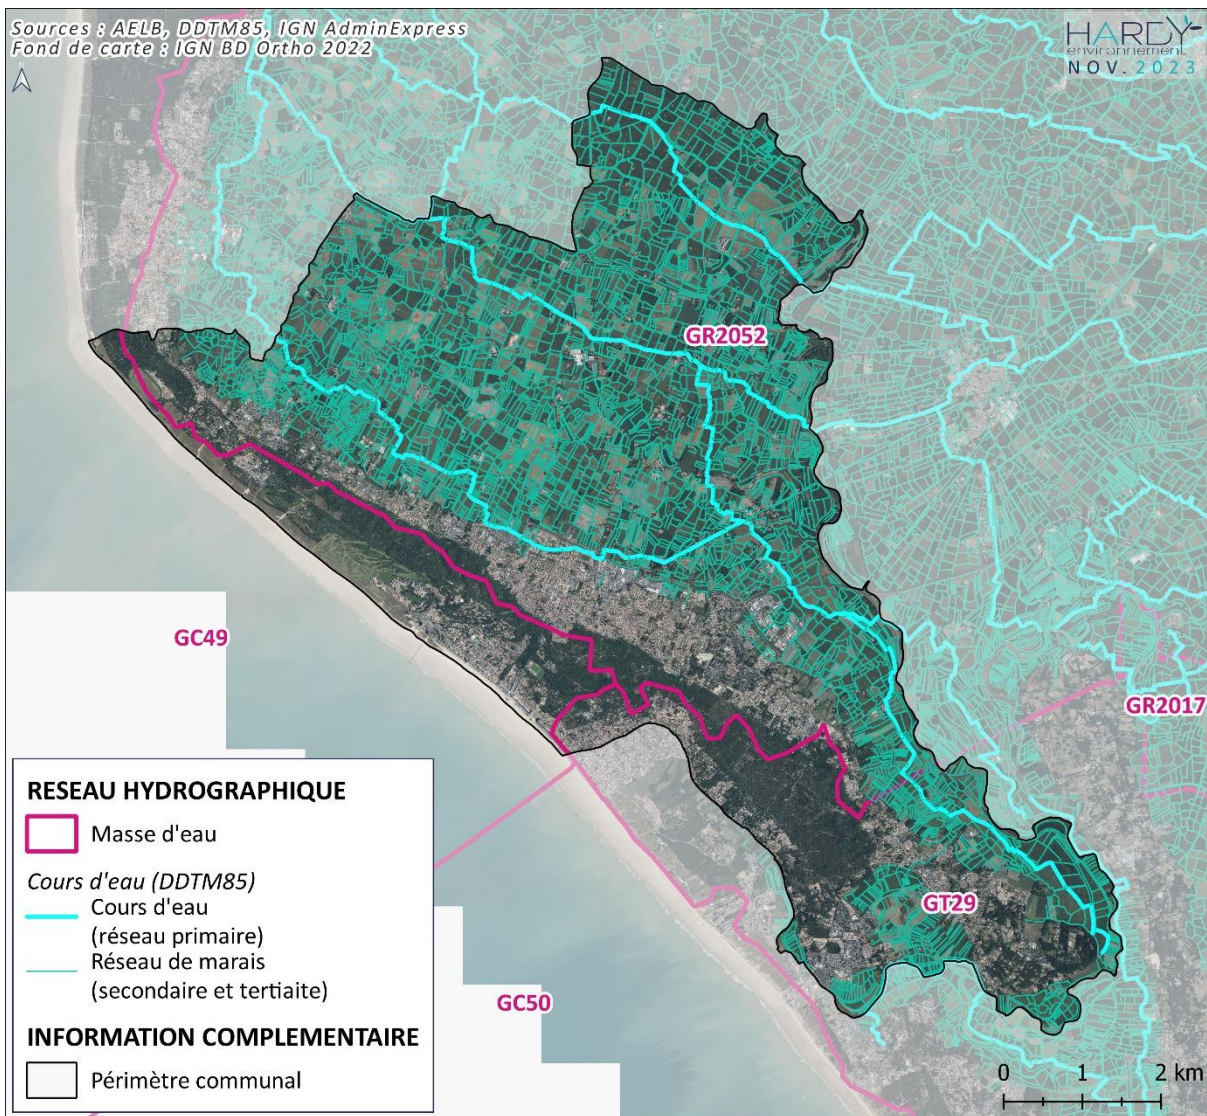 Sources : AELB, DDTM85, IGN AdminExpress
Fond de carte : IGN BD Ortho 2022
HARDY
environnement
NOV. 2023
GR2052
GC49
GR2017
GT29
GC50
RESEAU HYDROGRAPHIQUE
Masse d'eau
Cours d'eau (DDTM85)
Cours d'eau
(réseau primaire)
Réseau de marais
(secondaire et tertiaite)
INFORMATION COMPLEMENTAIRE
Périmètre communal
0 1 2 km